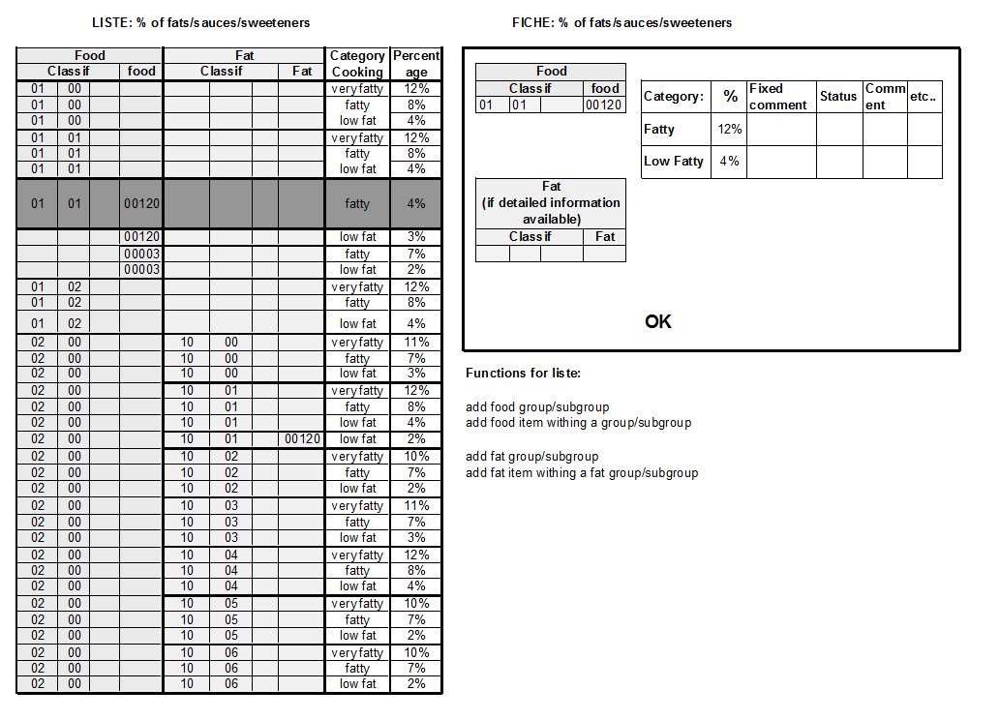 LISTE: % of fats/sauces/sweeteners
Food Fat Category Percent
Classif food Classif Fat Cooking age
01 00 very fatty 12%
01 00 fatty 8%
01 00 low fat 4%
01 01 very fatty 12%
01 01 fatty 8%
01 01 low fat 4%
01 01 00120 fatty 4%
00120 low fat 3%
00003 fatty 7%
00003 low fat 2%
01 02 very fatty 12%
01 02 fatty 8%
01 02 low fat 4%
02 00 10 00 very fatty 11%
02 00 10 00 fatty 7%
02 00 10 00 low fat 3%
02 00 10 01 very fatty 12%
02 00 10 01 fatty 8%
02 00 10 01 low fat 4%
02 00 10 01 00120 low fat 2%
02 00 10 02 very fatty 10%
02 00 10 02 fatty 7%
02 00 10 02 low fat 2%
02 00 10 03 very fatty 11%
02 00 10 03 fatty 7%
02 00 10 03 low fat 3%
02 00 10 04 very fatty 12%
02 00 10 04 fatty 8%
02 00 10 04 low fat 4%
02 00 10 05 very fatty 10%
02 00 10 05 fatty 7%
02 00 10 05 low fat 2%
02 00 10 06 very fatty 10%
02 00 10 06 fatty 7%
02 00 10 06 low fat 2%
FICHE: % of fats/sauces/sweeteners
Food
Classif food
01 01 00120
Category: % Fixed comment Status Comment etc..
Fatty 12%
Low Fatty 4%
Fat
(if detailed information
available)
Classif Fat
OK
Functions for liste:
add food group/subgroup
add food item withing a group/subgroup
add fat group/subgroup
add fat item withing a fat group/subgroup